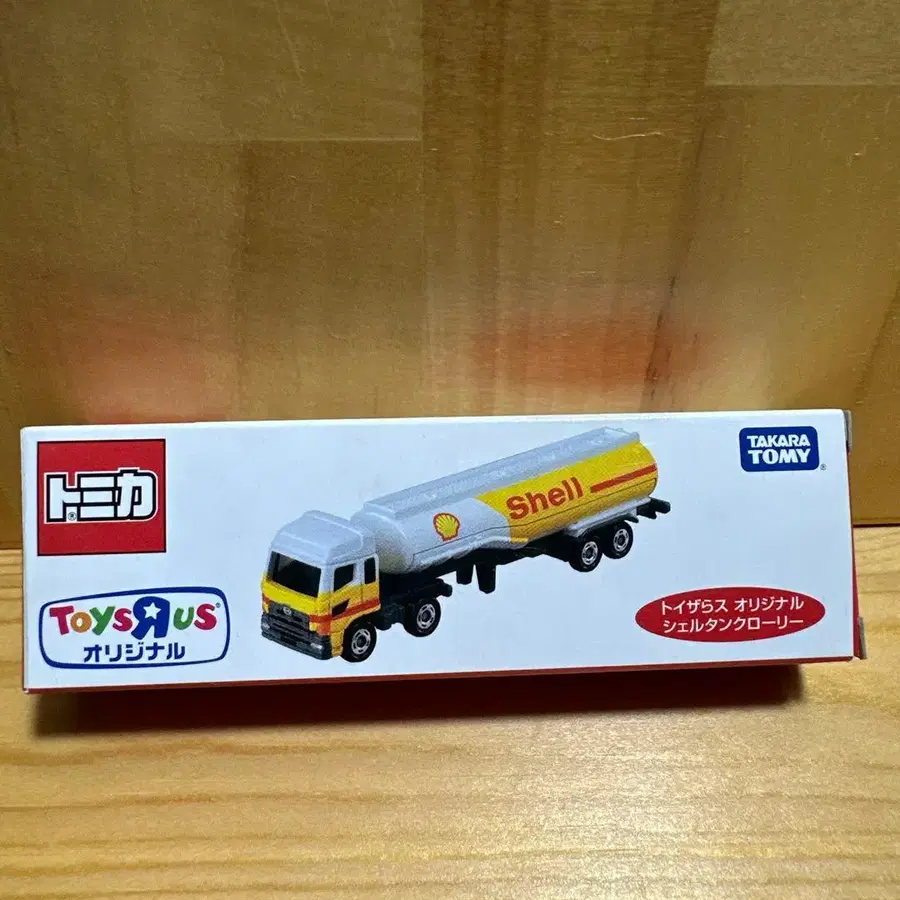 トミカ®
TAKARA
TOMY®
Shell
ToysЯUs®
オリジナル
トイザらス オリジナル
シェルタンクローリー